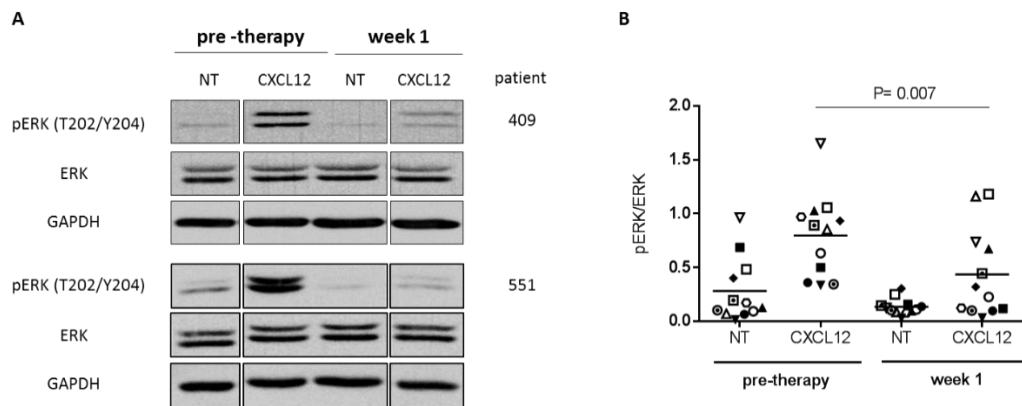 A
pre -therapy week 1
NT CXCL12 NT CXCL12 patient
pERK (T202/Y204) 409
ERK
GAPDH
pERK (T202/Y204) 551
ERK
GAPDH
B
P= 0.007
pERK/ERK
2.0
1.5
1.0
0.5
0.0
NT CXCL12 NT CXCL12
pre-therapy week 1